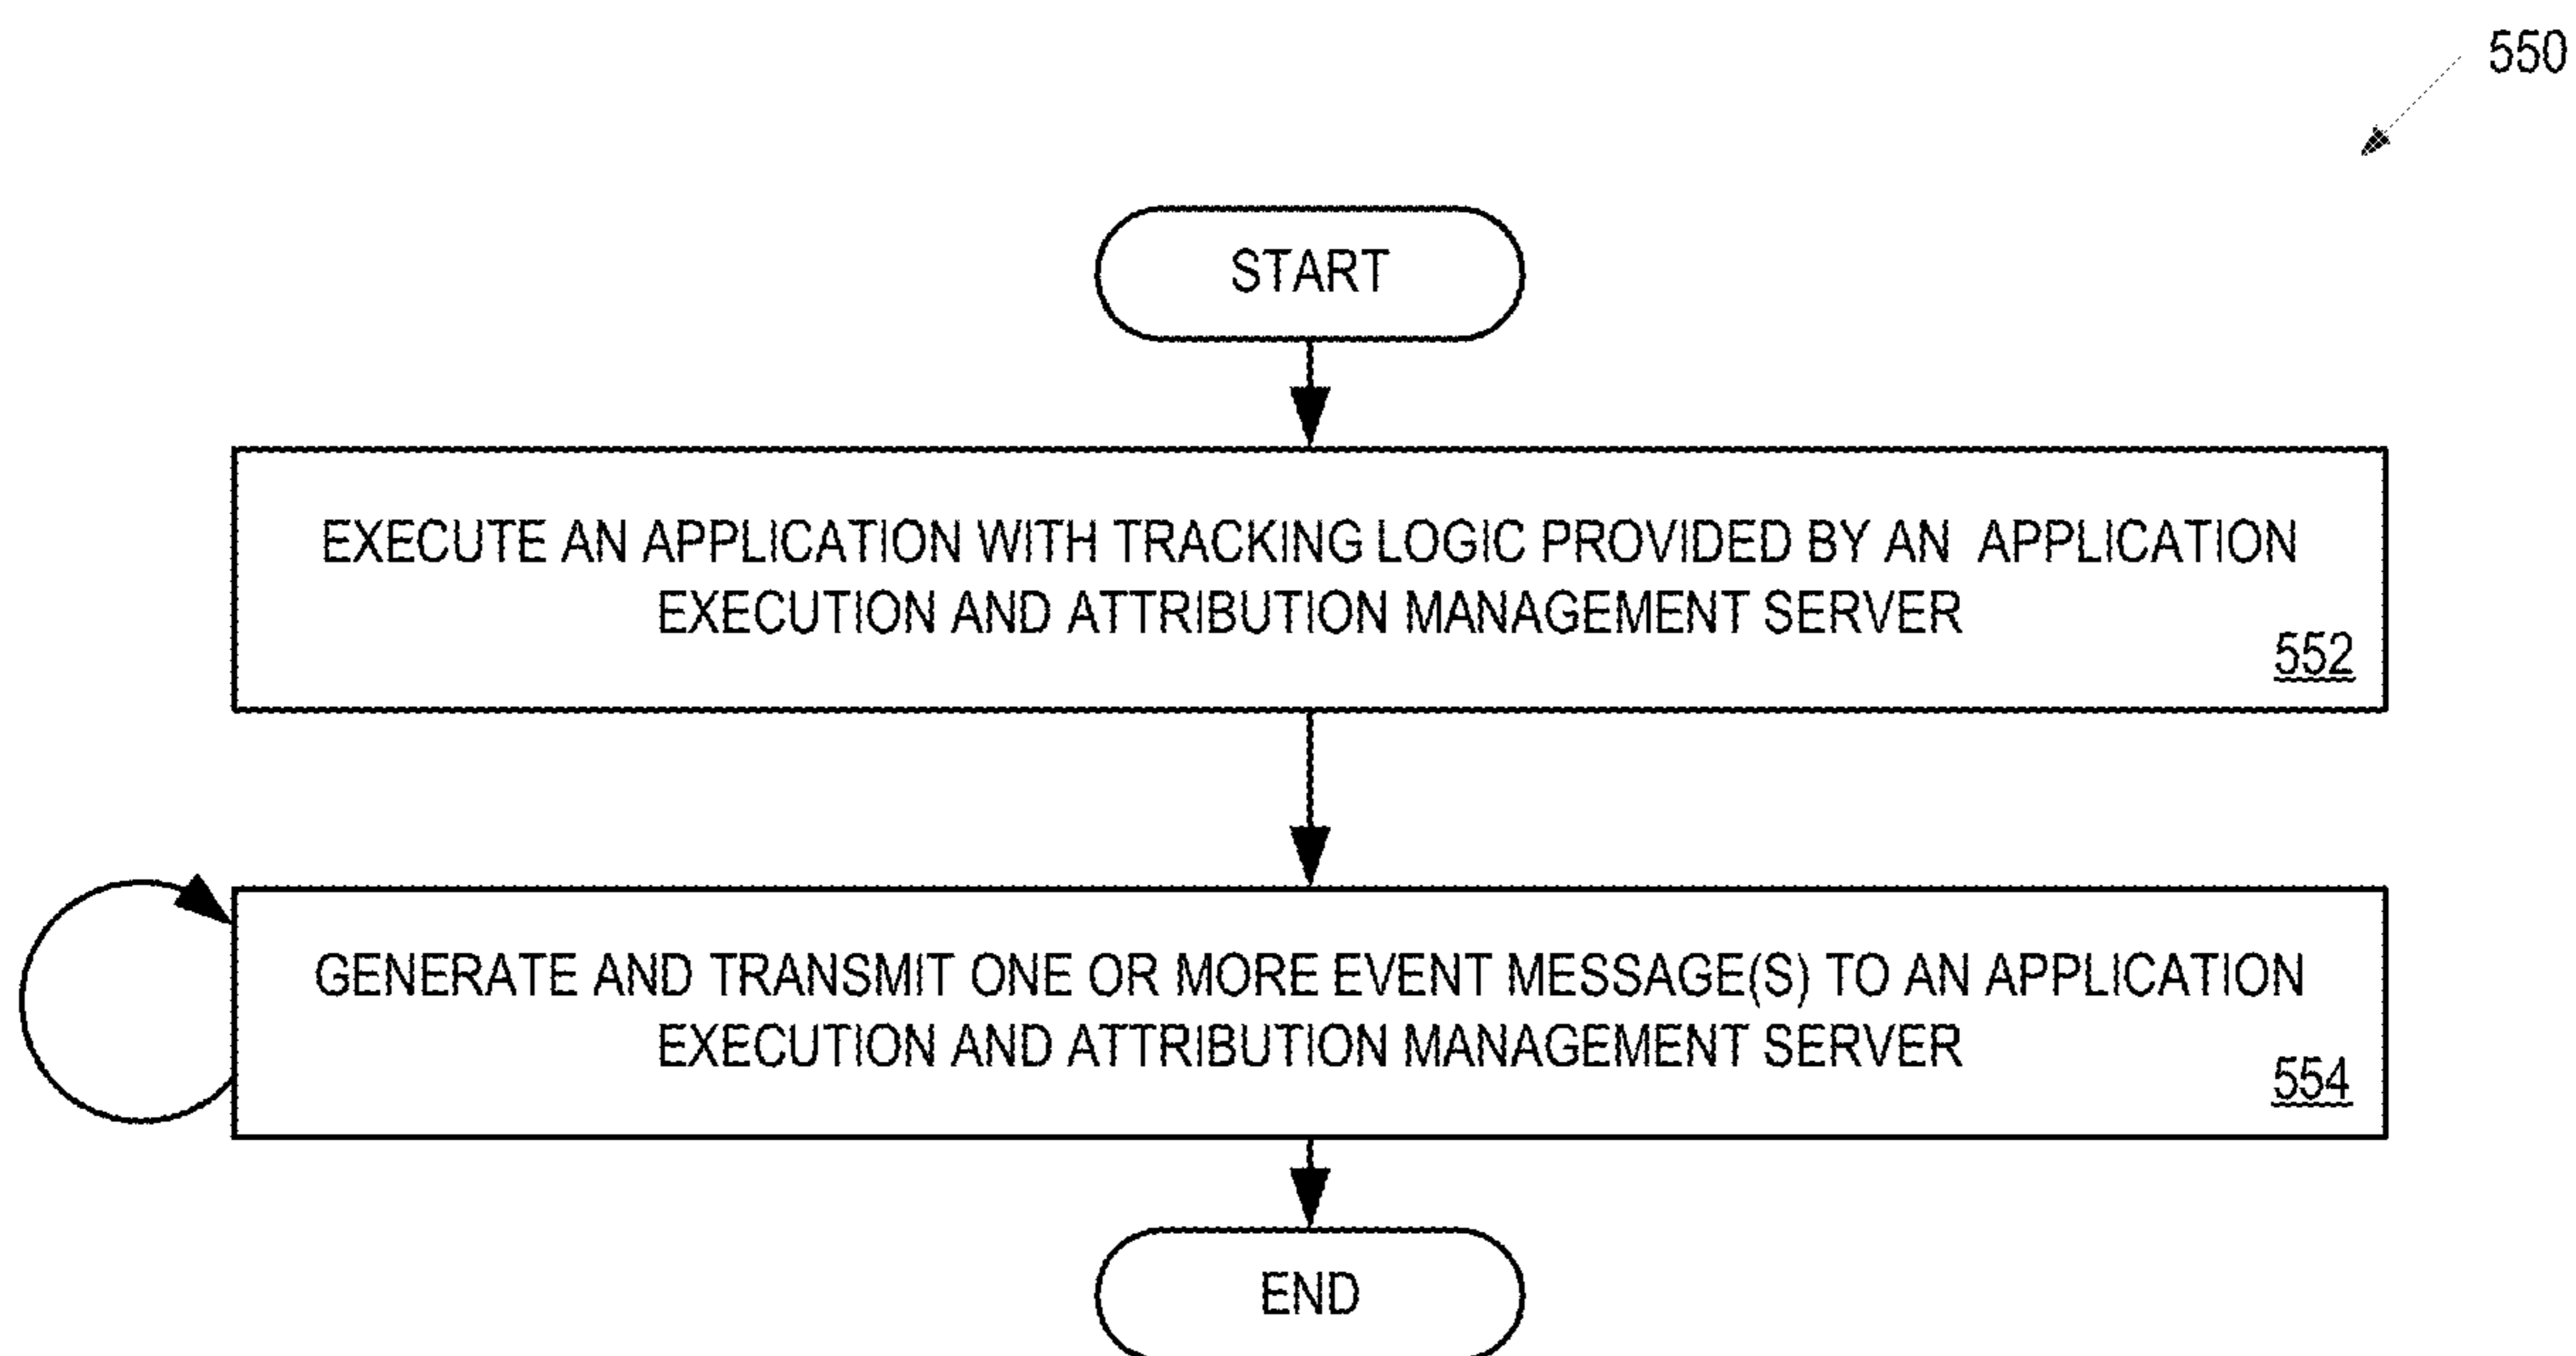 550
START
EXECUTE AN APPLICATION WITH TRACKING LOGIC PROVIDED BY AN APPLICATION
EXECUTION AND ATTRIBUTION MANAGEMENT SERVER
552
GENERATE AND TRANSMIT ONE OR MORE EVENT MESSAGE(S) TO AN APPLICATION
EXECUTION AND ATTRIBUTION MANAGEMENT SERVER
554
END